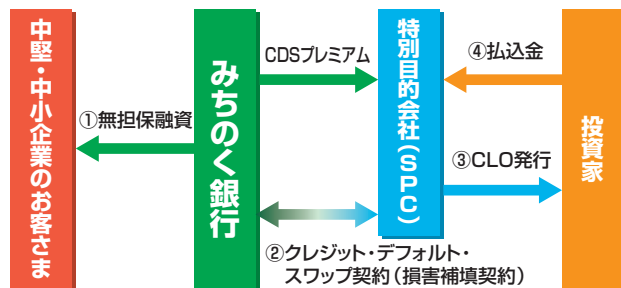 中堅・中小企業のお客さま
①無担保融資
みちのく銀行
CDSプレミアム
②クレジット・デフォルト・
スワップ契約（損害補填契約）
特別目的会社（SPC）
④払込金
③CLO発行
投資家